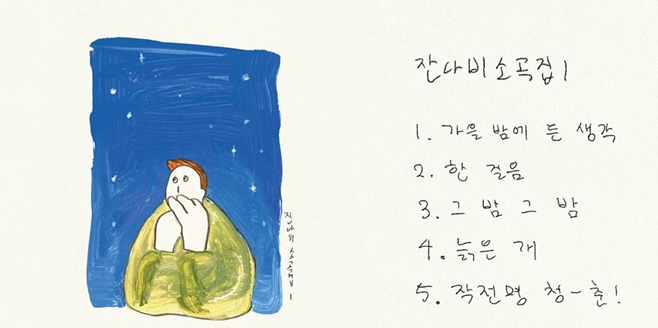 잔나비 소곡집 1
잔나비 소곡집 1
1. 가을 밤에 든 생각
2. 한 걸음
3. 그 밤 그 밤
4. 늙은 개
5. 작전명 청-춘!